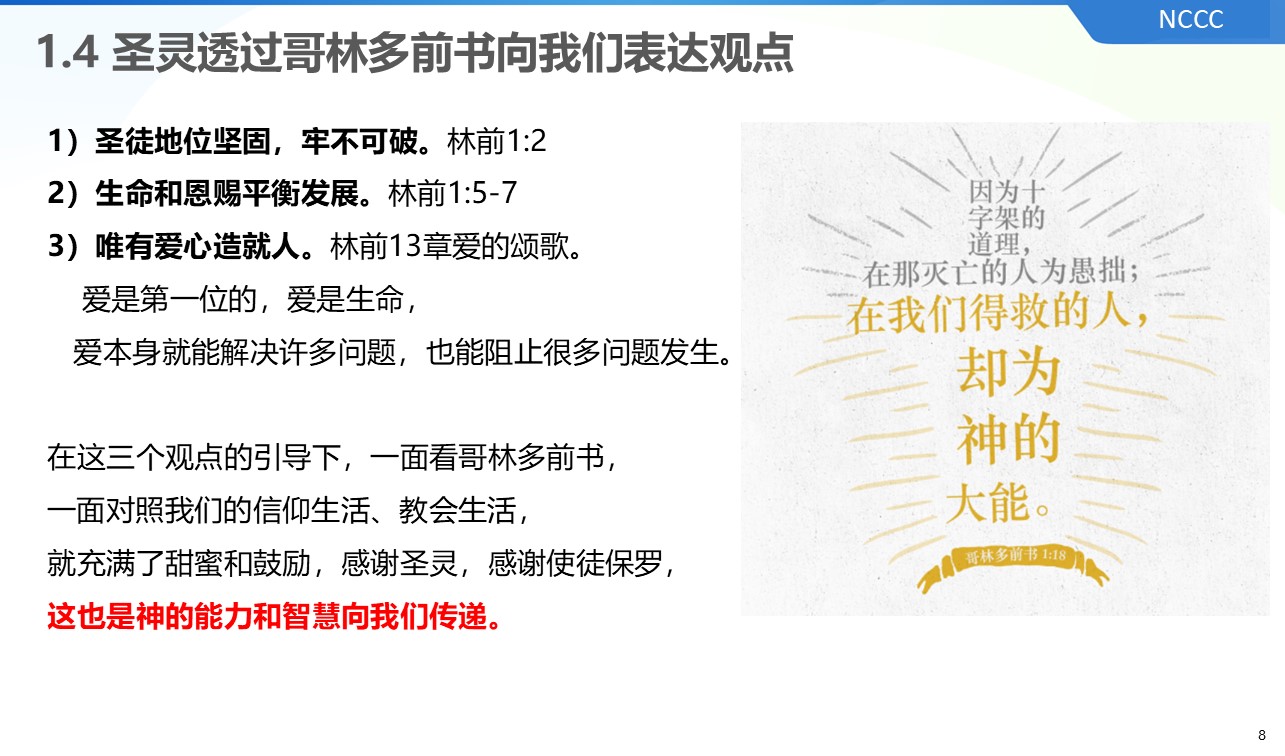 NCCC
1.4 圣灵透过哥林多前书向我们表达观点
1）圣徒地位坚固，牢不可破。林前1:2
2）生命和恩赐平衡发展。林前1:5-7
3）唯有爱心造就人。林前13章爱的颂歌。
爱是第一位的，爱是生命，
爱本身就能解决许多问题，也能阻止很多问题发生。
在这三个观点的引导下，一面看哥林多前书，
一面对照我们的信仰生活、教会生活，
就充满了甜蜜和鼓励，感谢圣灵，感谢使徒保罗，
这也是神的能力和智慧向我们传递。
因为十
字架的
道理，
在那灭亡的人为愚拙；
在我们得救的人，
却为
神的
大能。
哥林多前书 1:18
8